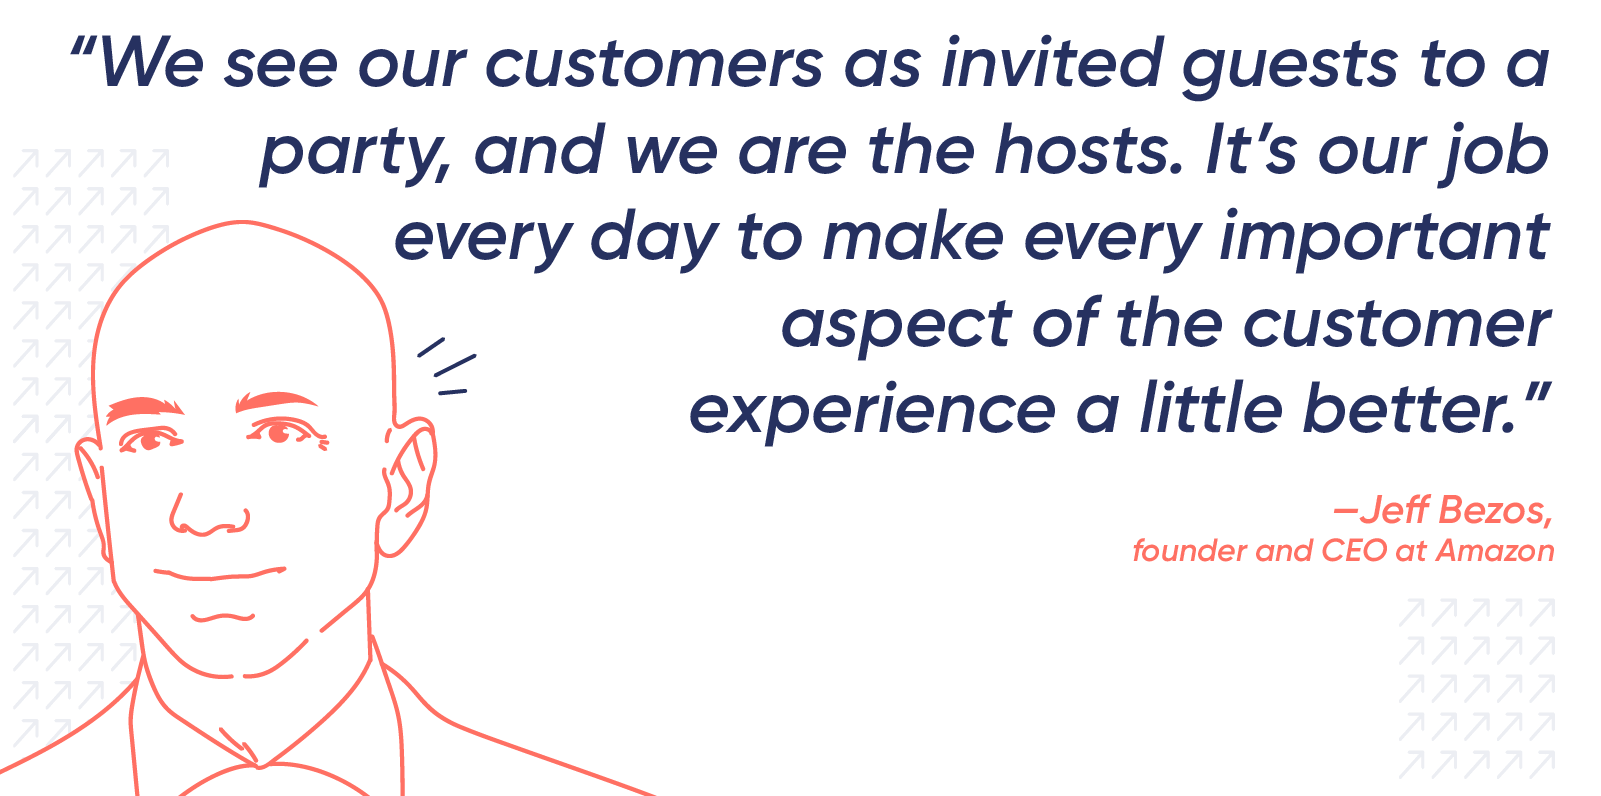 “We see our customers as invited guests to a
party, and we are the hosts. It’s our job
every day to make every important
aspect of the customer
experience a little better.”
—Jeff Bezos,
founder and CEO at Amazon